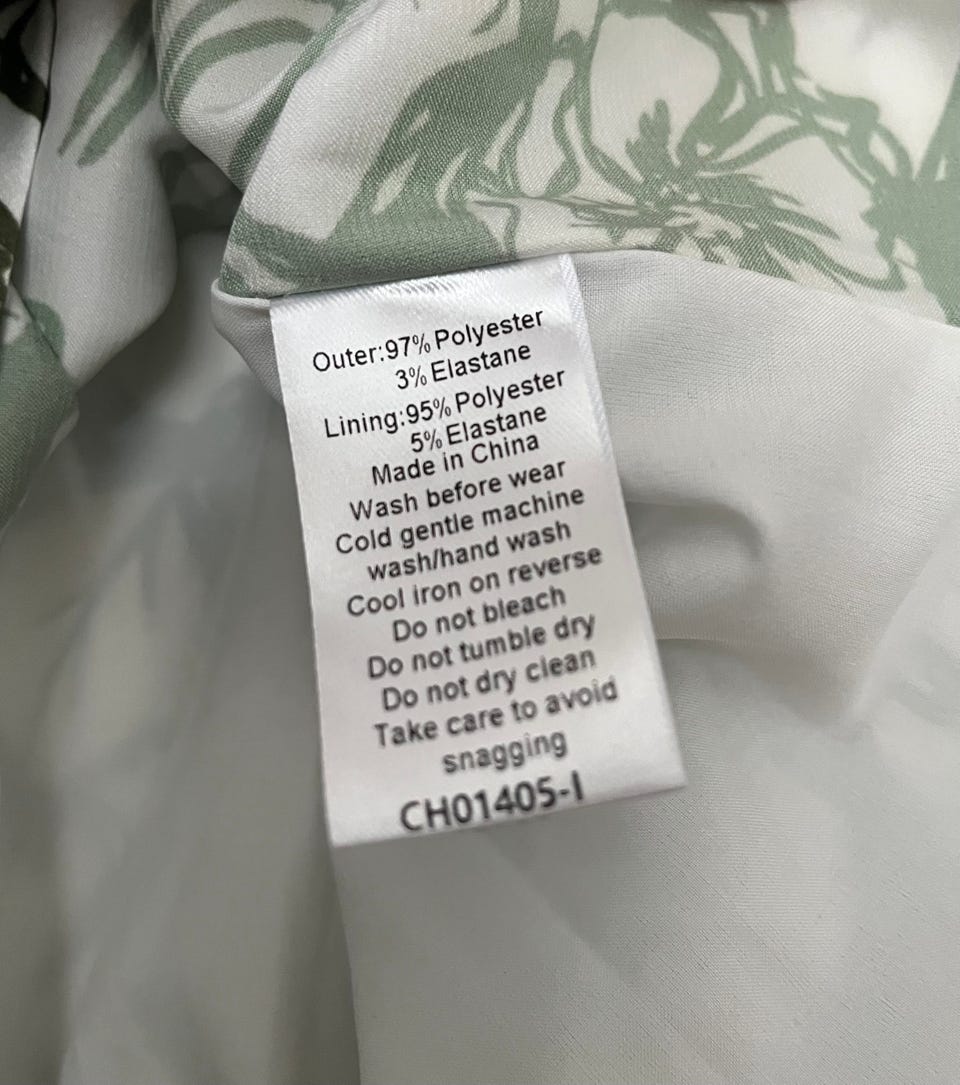 Outer:97% Polyester
3% Elastane
Lining:95% Polyester
5% Elastane
Made in China
Wash before wear
Cold gentle machine
wash/hand wash
Cool iron on reverse
Do not bleach
Do not tumble dry
Do not dry clean
Take care to avoid
snagging
CH01405-I